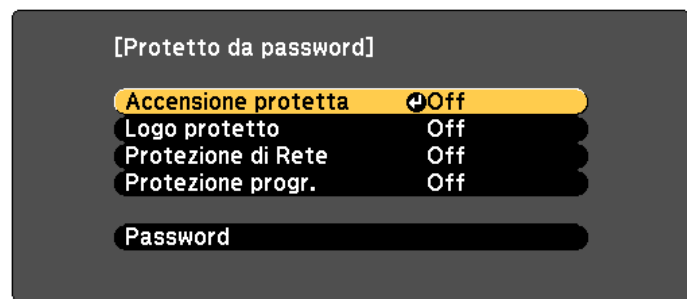 [Protetto da password]
Accensione protetta Off
Logo protetto Off
Protezione di Rete Off
Protezione progr. Off
Password